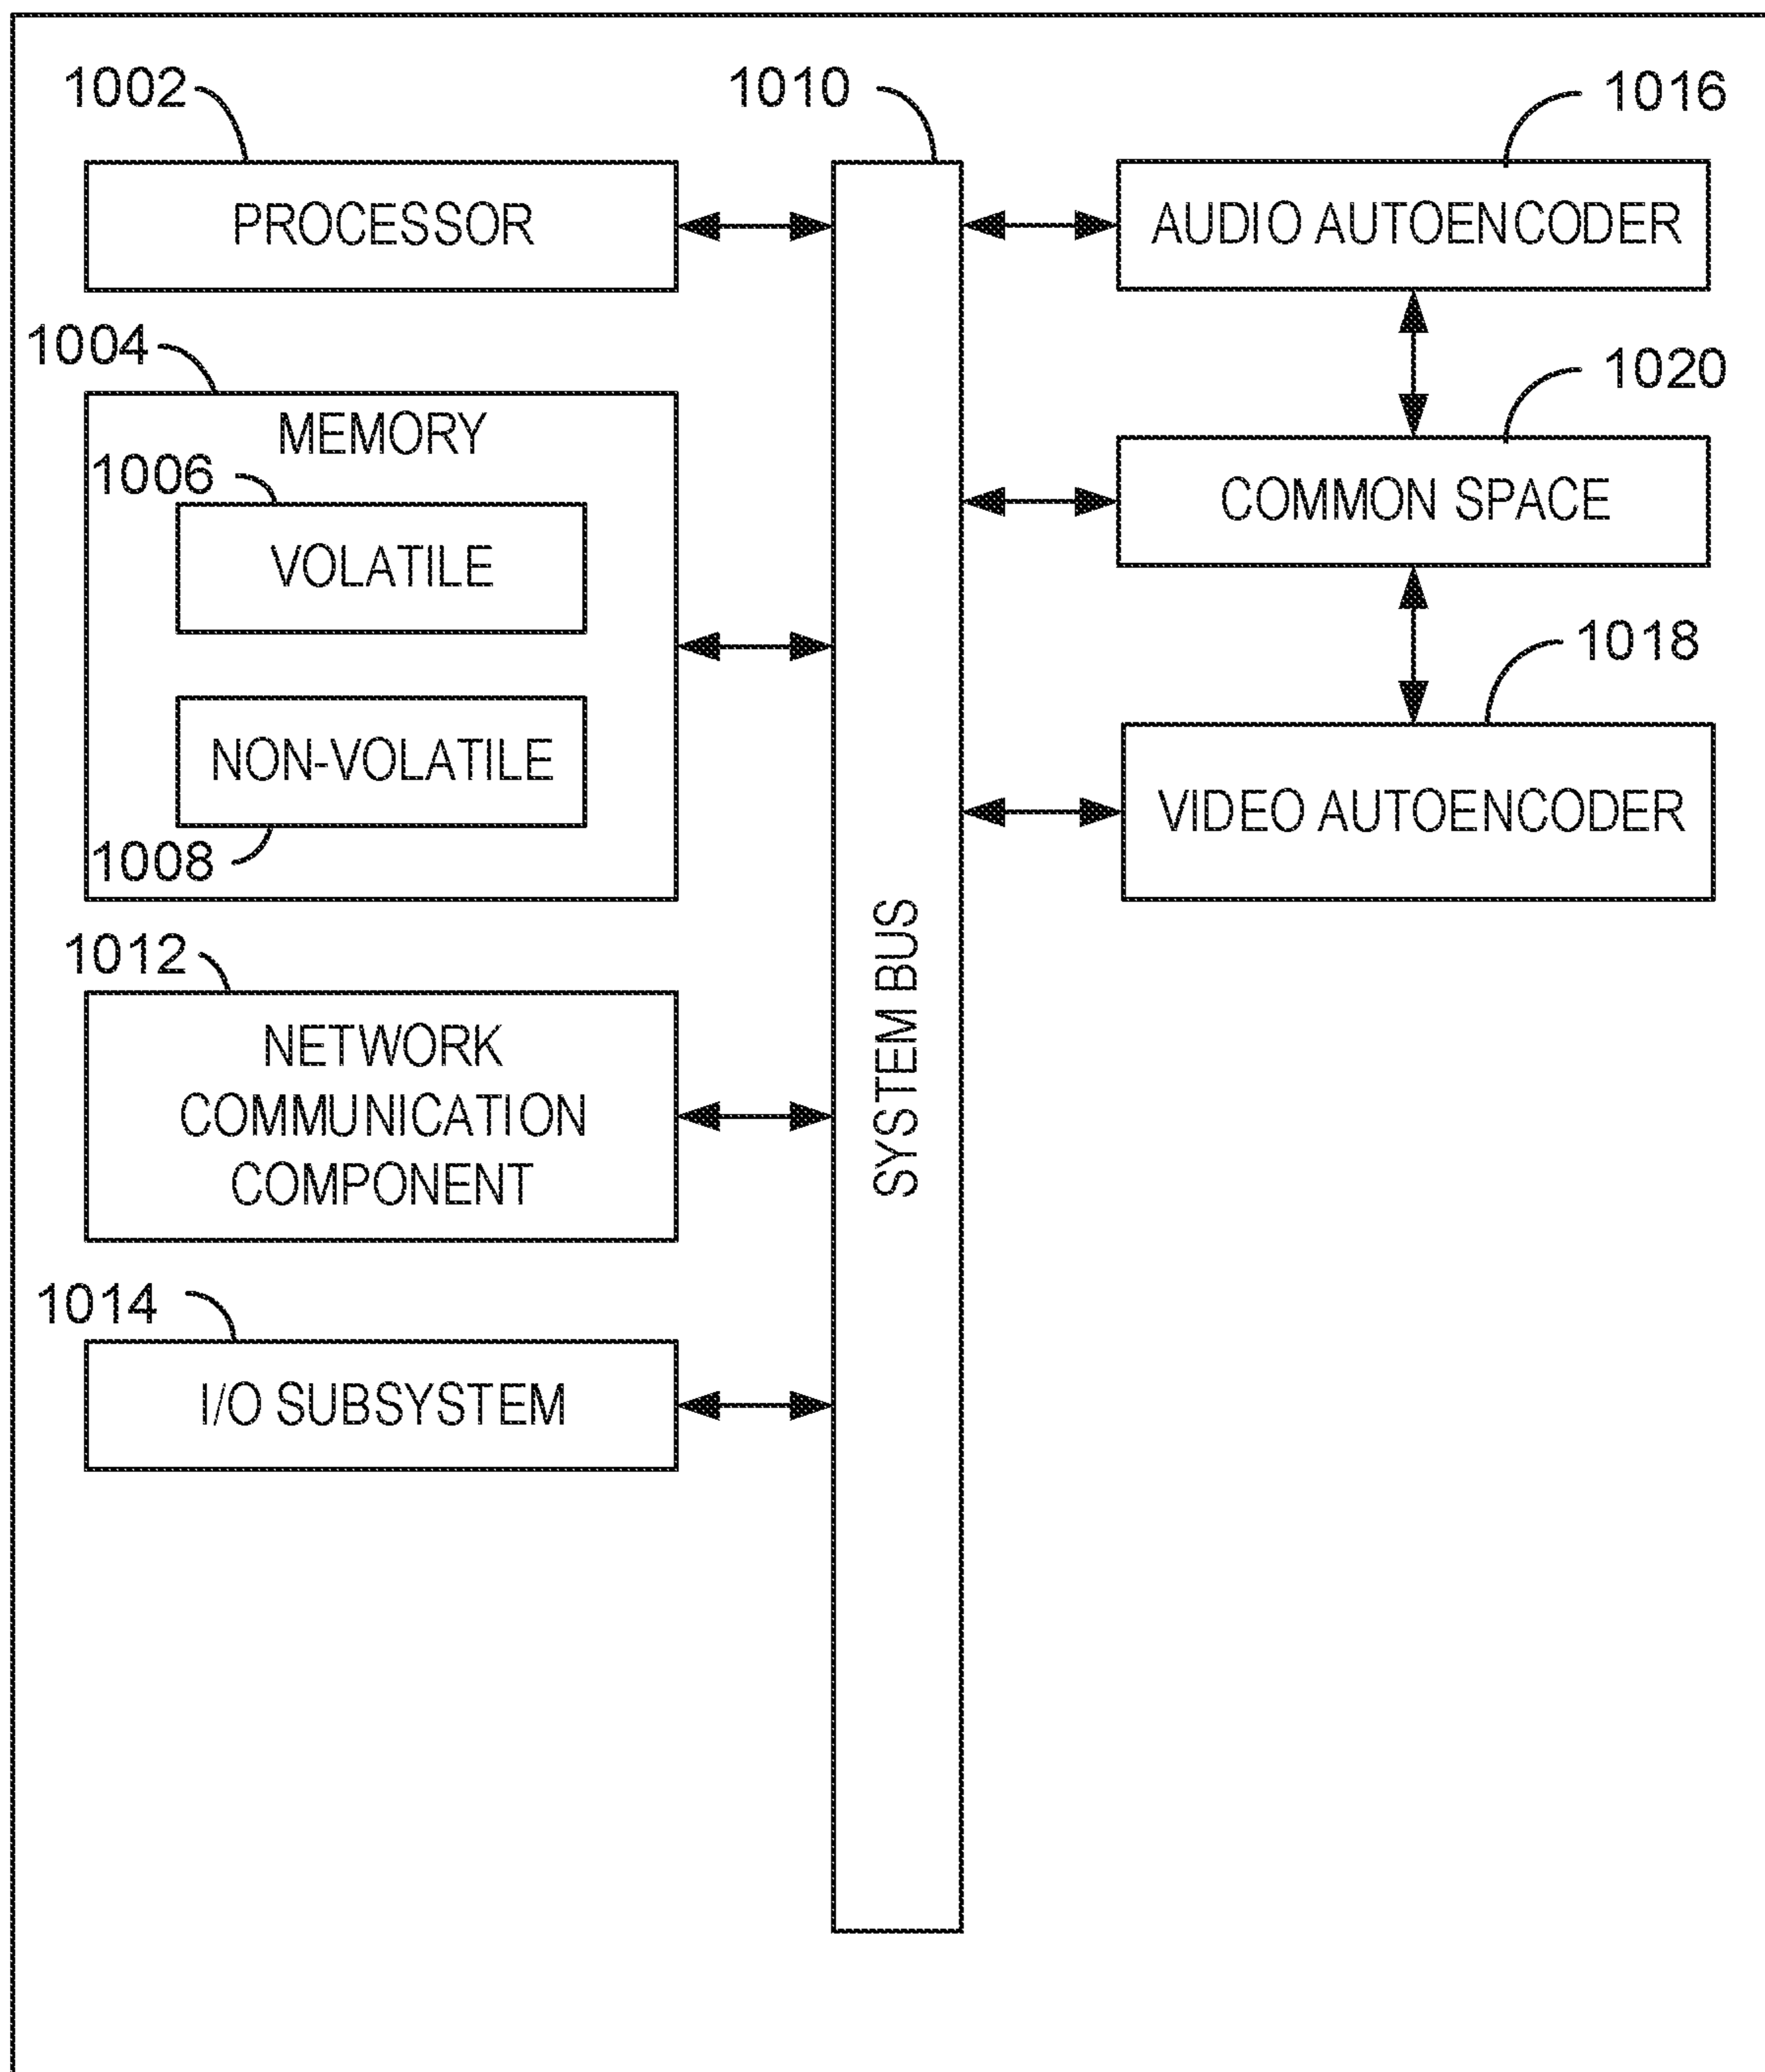 1002
PROCESSOR
1004
MEMORY
1006
VOLATILE
NON-VOLATILE
1008
1012
NETWORK
COMMUNICATION
COMPONENT
1014
I/O SUBSYSTEM
1010
SYSTEM BUS
1016
AUDIO AUTOENCODER
1020
COMMON SPACE
1018
VIDEO AUTOENCODER